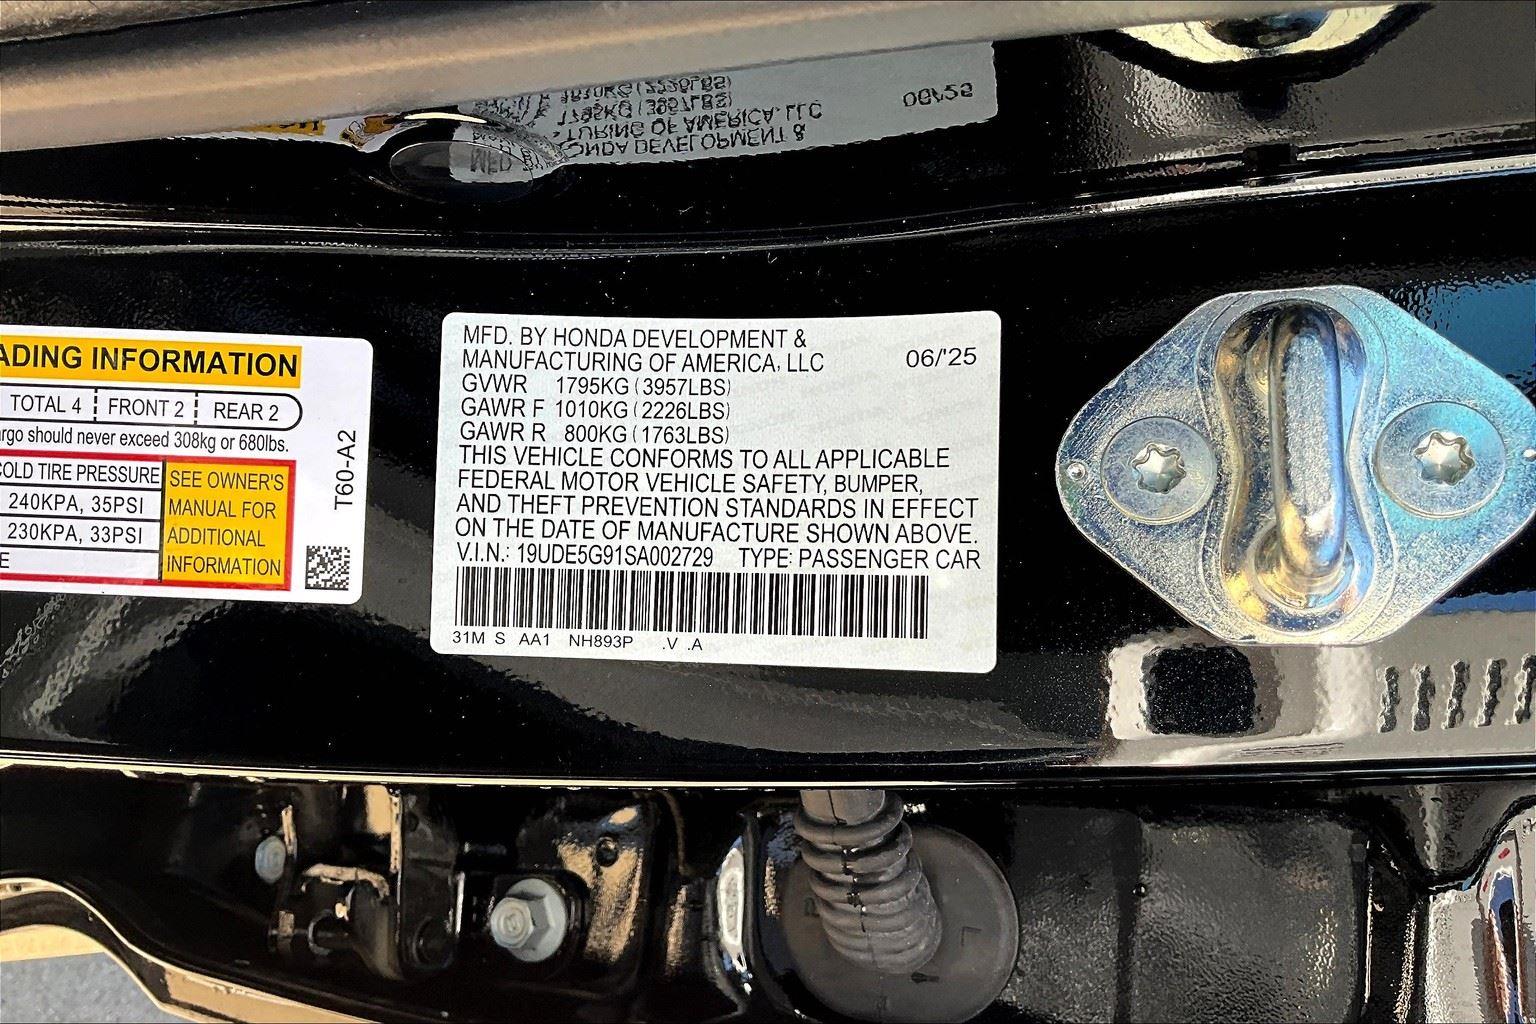 ADING INFORMATION
TOTAL 4 FRONT 2 REAR 2
argo should never exceed 308kg or 680lbs.
COLD TIRE PRESSURE
240KPA, 35PSI
230KPA, 33PSI
E
SEE OWNER'S
MANUAL FOR
ADDITIONAL
INFORMATION
T60-A2
MFD. BY HONDA DEVELOPMENT &
MANUFACTURING OF AMERICA, LLC 06/'25
GVWR 1795KG (3957LBS)
GAWR F 1010KG (2226LBS)
GAWR R 800KG (1763LBS)
THIS VEHICLE CONFORMS TO ALL APPLICABLE
FEDERAL MOTOR VEHICLE SAFETY, BUMPER,
AND THEFT PREVENTION STANDARDS IN EFFECT
ON THE DATE OF MANUFACTURE SHOWN ABOVE.
V.I.N.: 19UDE5G91SA002729 TYPE: PASSENGER CAR
31M S AA1 NH893P .V .A
L